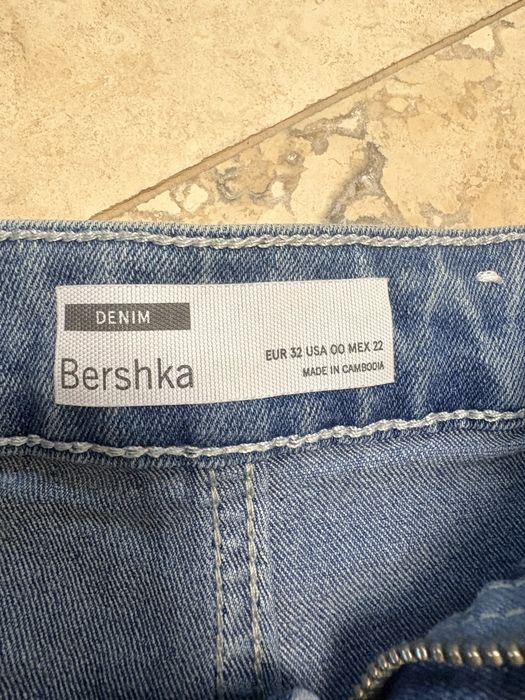 DENIM
Bershka
EUR 32 USA 00 MEX 22
MADE IN CAMBODIA